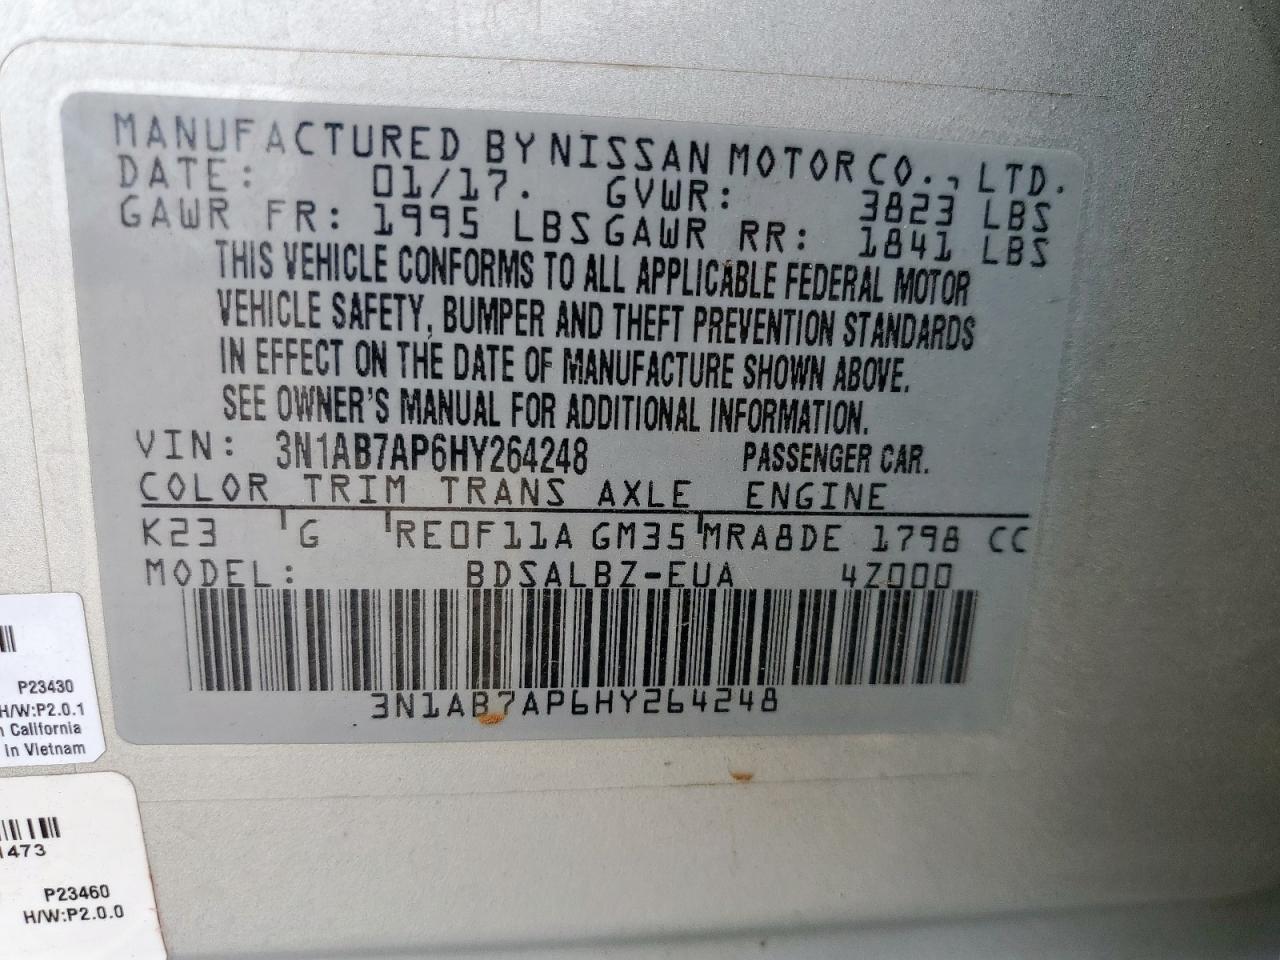 MANUFACTURED BY NISSAN MOTOR CO., LTD.
DATE: 01/17. GVWR: 3823 LBS
GAWR FR: 1995 LBS GAWR RR: 1841 LBS
THIS VEHICLE CONFORMS TO ALL APPLICABLE FEDERAL MOTOR
VEHICLE SAFETY, BUMPER AND THEFT PREVENTION STANDARDS
IN EFFECT ON THE DATE OF MANUFACTURE SHOWN ABOVE.
SEE OWNER'S MANUAL FOR ADDITIONAL INFORMATION.
VIN: 3N1AB7AP6HY264248 PASSENGER CAR.
COLOR TRIM TRANS AXLE ENGINE
K23 G RE0F11A GM35 MRA8DE 1798 CC
MODEL: BDSALBZ-EUA 4Z000
3N1AB7AP6HY264248
P23430
H/W:P2.0.1
California
in Vietnam
1473
P23460
H/W:P2.0.0